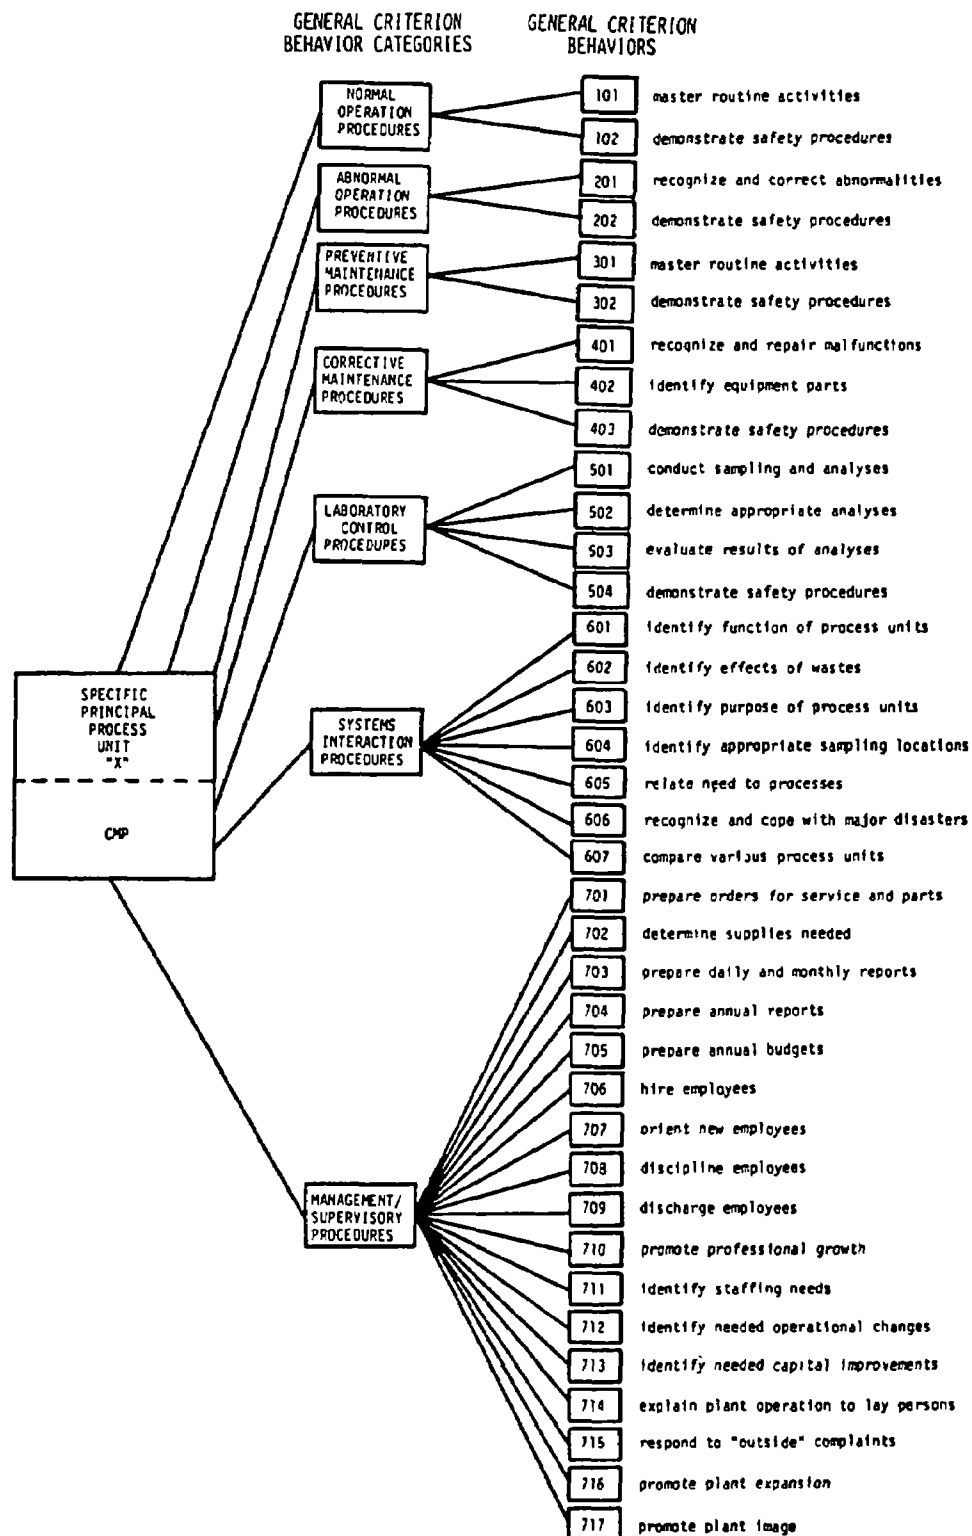 GENERAL CRITERION
BEHAVIOR CATEGORIES
GENERAL CRITERION
BEHAVIORS
NORMAL
OPERATION
PROCEDURES
101 master routine activities
102 demonstrate safety procedures
ABNORMAL
OPERATION
PROCEDURES
201 recognize and correct abnormalities
202 demonstrate safety procedures
PREVENTIVE
MAINTENANCE
PROCEDURES
301 master routine activities
302 demonstrate safety procedures
CORRECTIVE
MAINTENANCE
PROCEDURES
401 recognize and repair malfunctions
402 identify equipment parts
403 demonstrate safety procedures
LABORATORY
CONTROL
PROCEDUPES
501 conduct sampling and analyses
502 determine appropriate analyses
503 evaluate results of analyses
504 demonstrate safety procedures
SPECIFIC
PRINCIPAL
PROCESS
UNIT
"X"
CMP
SYSTEMS
INTERACTION
PROCEDURES
601 identify function of process units
602 identify effects of wastes
603 identify purpose of process units
604 identify appropriate sampling locations
605 relate need to processes
606 recognize and cope with major disasters
607 compare various process units
MANAGEMENT/
SUPERVISORY
PROCEDURES
701 prepare orders for service and parts
702 determine supplies needed
703 prepare daily and monthly reports
704 prepare annual reports
705 prepare annual budgets
706 hire employees
707 orient new employees
708 discipline employees
709 discharge employees
710 promote professional growth
711 identify staffing needs
712 identify needed operational changes
713 identify needed capital improvements
714 explain plant operation to lay persons
715 respond to "outside" complaints
716 promote plant expansion
717 promote plant image